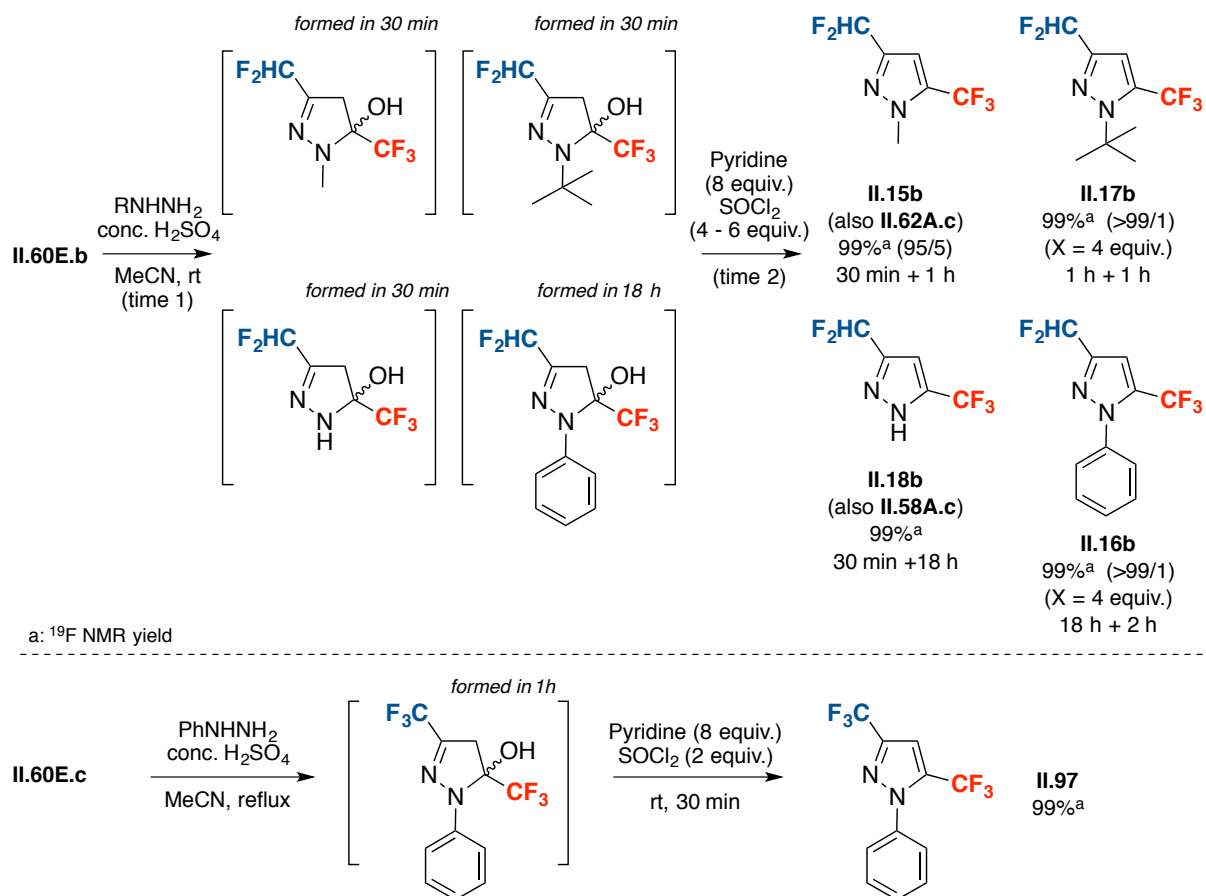 formed in 30 min
formed in 30 min
F2HC
N
N
OH
CF3
F2HC
N
N
OH
CF3
II.60E.b
RNHNH2
conc. H2SO4
MeCN, rt
(time 1)
formed in 30 min
formed in 18 h
F2HC
N
N
H
OH
CF3
F2HC
N
N
OH
CF3
Pyridine
(8 equiv.)
SOCl2
(4 - 6 equiv.)
(time 2)
F2HC
N
N
CF3
II.15b
(also II.62A.c)
99%a (95/5)
30 min + 1 h
F2HC
N
N
CF3
II.17b
99%a (>99/1)
(X = 4 equiv.)
1 h + 1 h
F2HC
N
N
H
CF3
II.18b
(also II.58A.c)
99%a
30 min +18 h
F2HC
N
N
CF3
II.16b
99%a (>99/1)
(X = 4 equiv.)
18 h + 2 h
a: 19F NMR yield
II.60E.c
PhNHNH2
conc. H2SO4
MeCN, reflux
formed in 1h
F3C
N
N
OH
CF3
Pyridine (8 equiv.)
SOCl2 (2 equiv.)
rt, 30 min
F3C
N
N
CF3
II.97
99%a